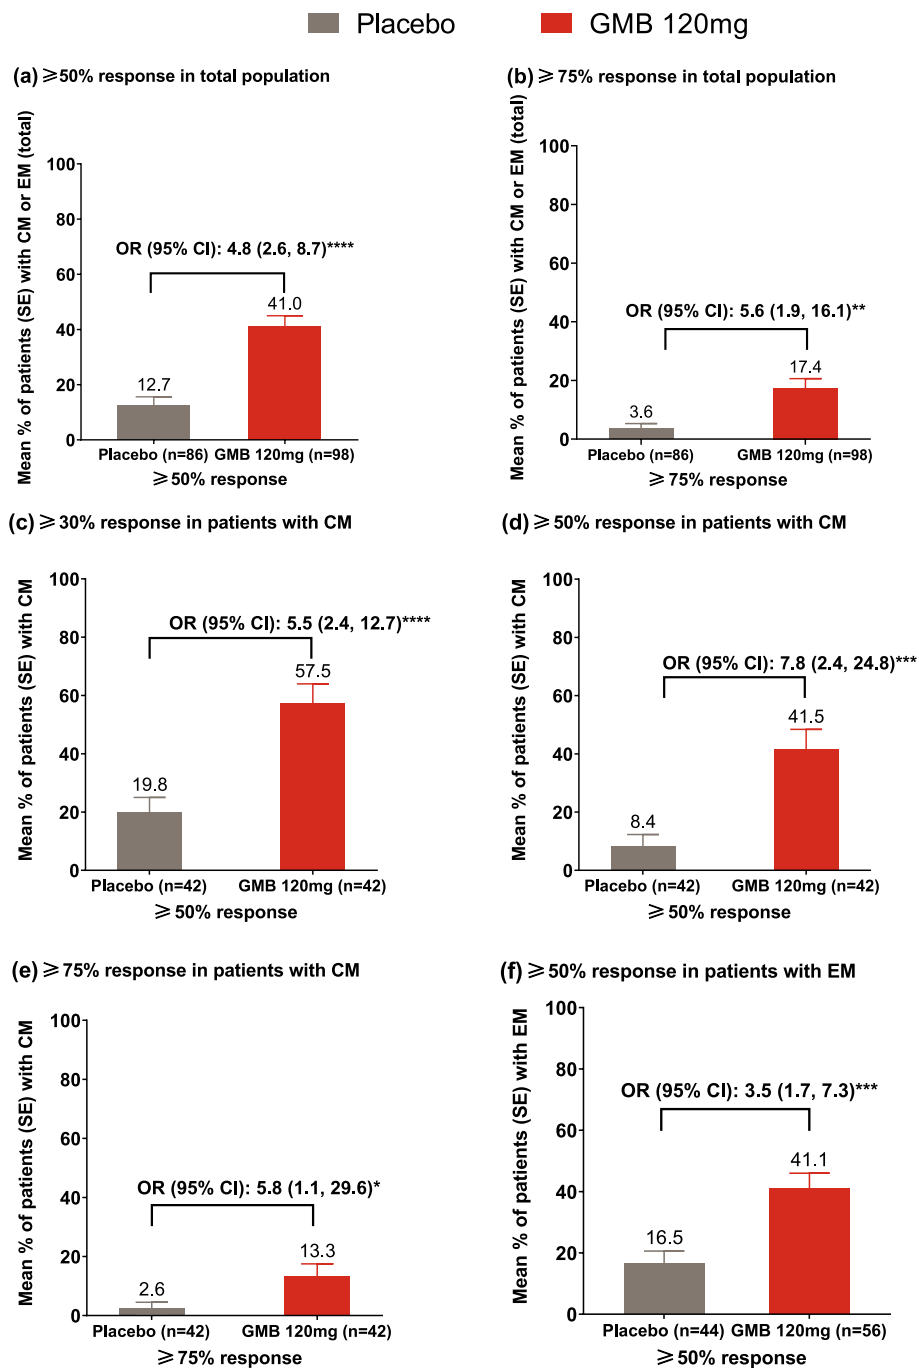 Placebo GMB 120mg
(a) ≥50% response in total population
Mean % of patients (SE) with CM or EM (total)
100
80
60
40
20
0
OR (95% CI): 4.8 (2.6, 8.7)****
12.7
41.0
Placebo (n=86) GMB 120mg (n=98)
≥50% response
(b) ≥75% response in total population
Mean % of patients (SE) with CM or EM (total)
100
80
60
40
20
0
OR (95% CI): 5.6 (1.9, 16.1)**
3.6
17.4
Placebo (n=86) GMB 120mg (n=98)
≥75% response
(c) ≥30% response in patients with CM
Mean % of patients (SE) with CM
100
80
60
40
20
0
OR (95% CI): 5.5 (2.4, 12.7)****
19.8
57.5
Placebo (n=42) GMB 120mg (n=42)
≥50% response
(d) ≥50% response in patients with CM
Mean % of patients (SE) with CM
100
80
60
40
20
0
OR (95% CI): 7.8 (2.4, 24.8)***
8.4
41.5
Placebo (n=42) GMB 120mg (n=42)
≥50% response
(e) ≥75% response in patients with CM
Mean % of patients (SE) with CM
100
80
60
40
20
0
OR (95% CI): 5.8 (1.1, 29.6)*
2.6
13.3
Placebo (n=42) GMB 120mg (n=42)
≥75% response
(f) ≥50% response in patients with EM
Mean % of patients (SE) with EM
100
80
60
40
20
0
OR (95% CI): 3.5 (1.7, 7.3)***
16.5
41.1
Placebo (n=44) GMB 120mg (n=56)
≥50% response